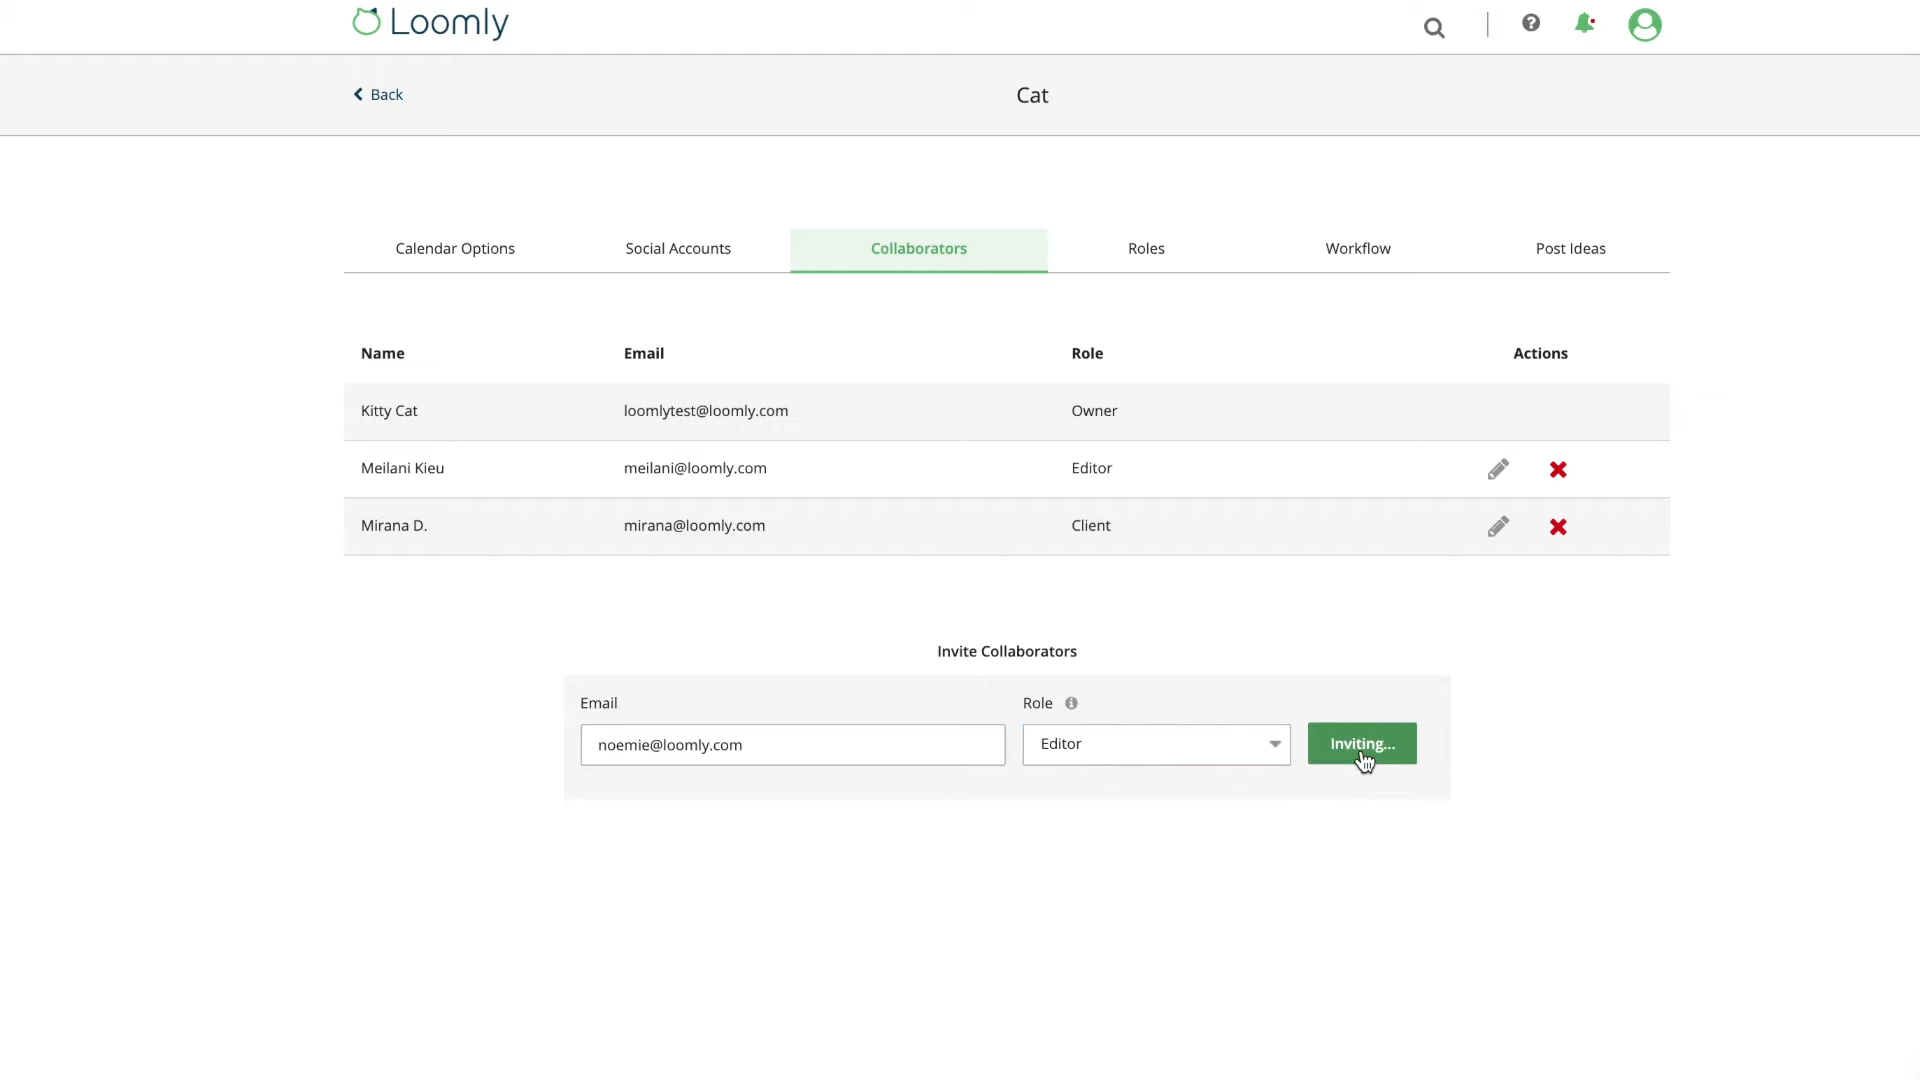 Loomly
Back
Cat
Calendar Options Social Accounts Collaborators Roles Workflow Post Ideas
Name Email Role Actions
Kitty Cat loomlytest@loomly.com Owner
Meilani Kieu meilani@loomly.com Editor
Mirana D. mirana@loomly.com Client
Invite Collaborators
Email Role
noemie@loomly.com Editor Inviting...